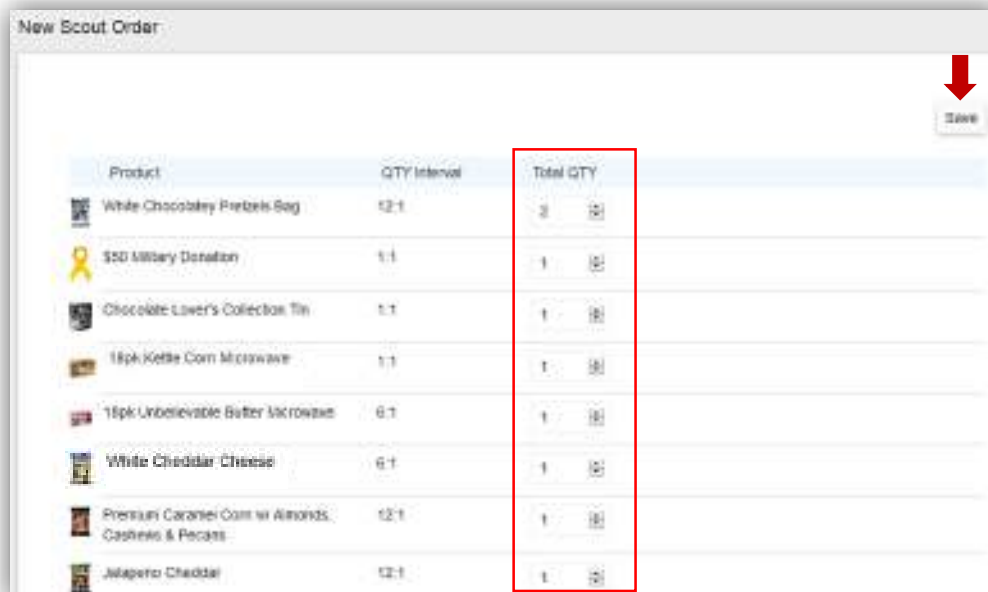 New Scout Order
Save
Product QTY Interval Total QTY
White Chocolatey Pretzels Bag 12:1 2
$50 Military Donation 1:1 1
Chocolate Lover's Collection Tin 1:1 1
18pk Kettle Corn Microwave 1:1 1
18pk Unbelievable Butter Microwave 6:1 1
White Cheddar Cheese 6:1 1
Premium Caramel Corn w/ Almonds, 12:1 1
Cashews & Pecans
Jalapeno Cheddar 12:1 1